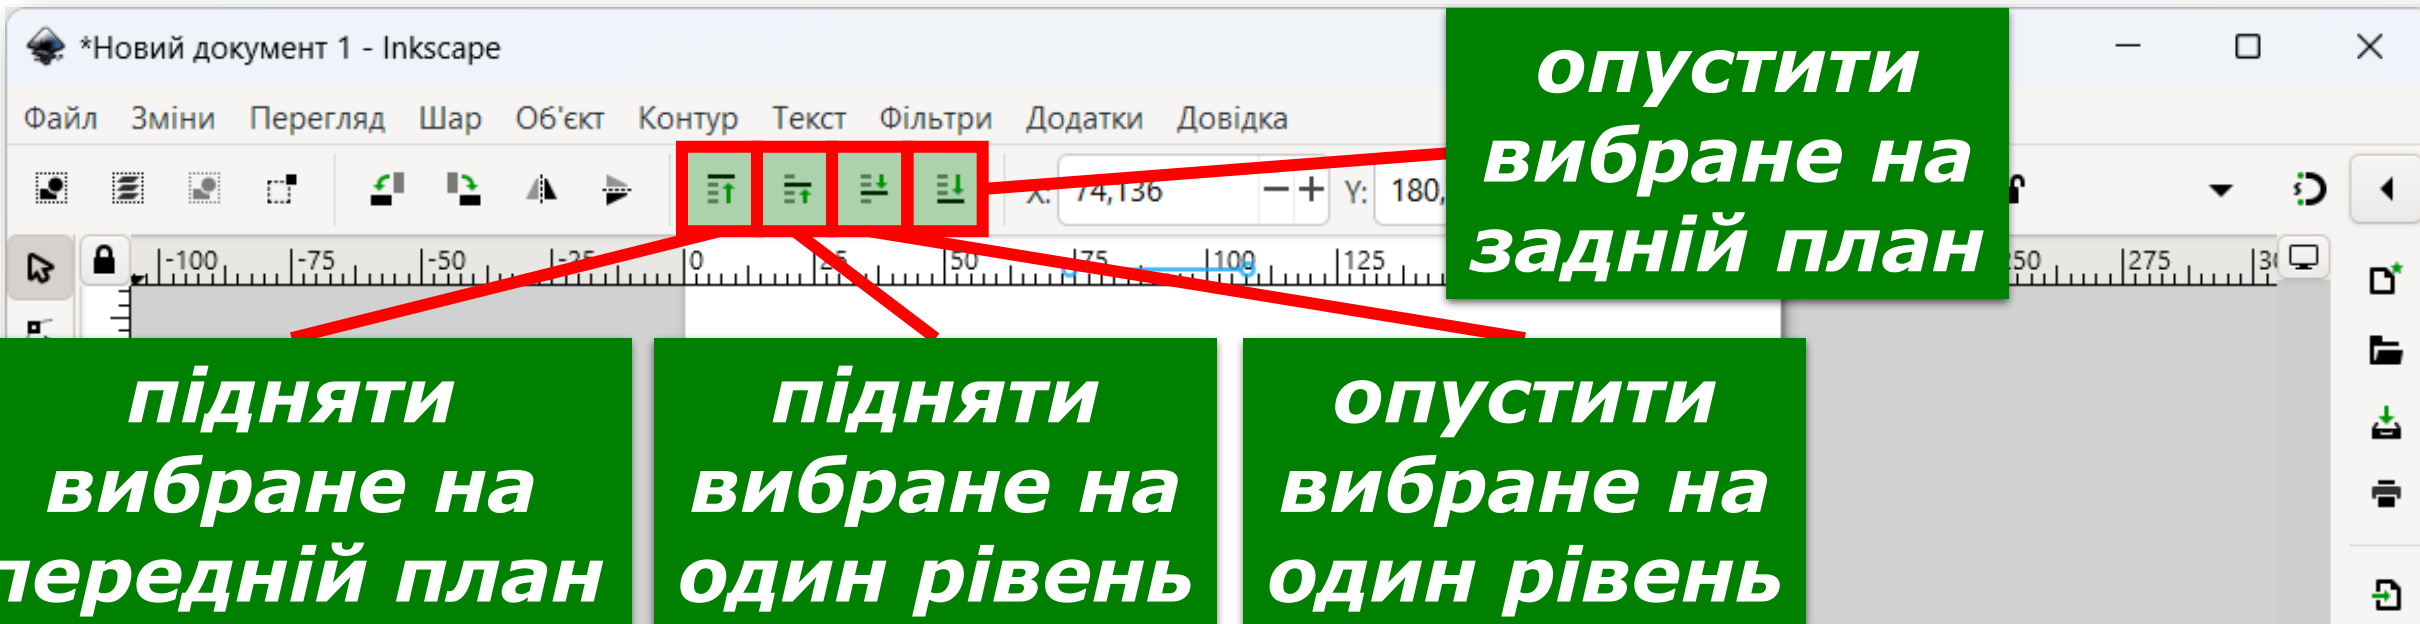 *Новий документ 1 - Inkscape
опустити
вибране на
задній план
Файл Зміни Перегляд Шар Об'єкт Контур Текст Фільтри Додатки Довідка
X: 74,136 Y: 180,
-100 -75 -50 -25 0 25 50 75 100 125 275
підняти
вибране на
передній план
підняти
вибране на
один рівень
опустити
вибране на
один рівень